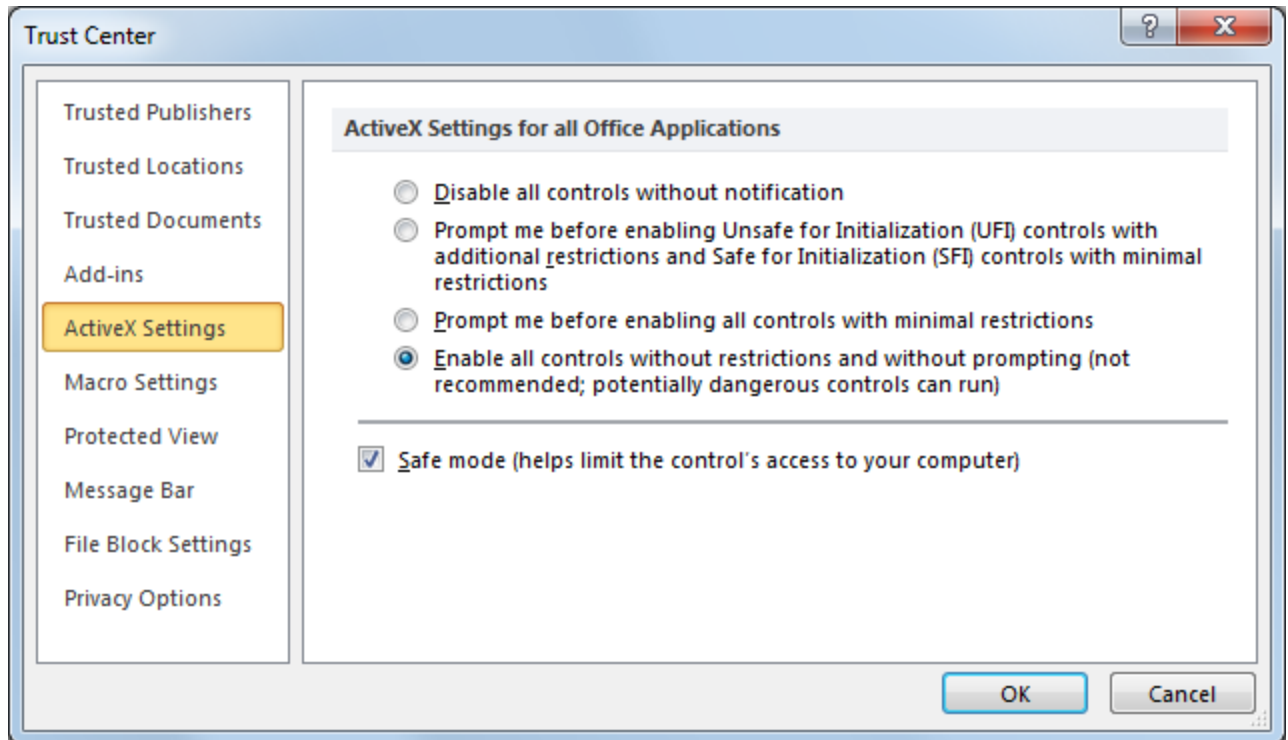 Trust Center
Trusted Publishers
Trusted Locations
Trusted Documents
Add-ins
ActiveX Settings
Macro Settings
Protected View
Message Bar
File Block Settings
Privacy Options
ActiveX Settings for all Office Applications
Disable all controls without notification
Prompt me before enabling Unsafe for Initialization (UFI) controls with
additional restrictions and Safe for Initialization (SFI) controls with minimal
restrictions
Prompt me before enabling all controls with minimal restrictions
Enable all controls without restrictions and without prompting (not
recommended; potentially dangerous controls can run)
Safe mode (helps limit the control's access to your computer)
OK
Cancel